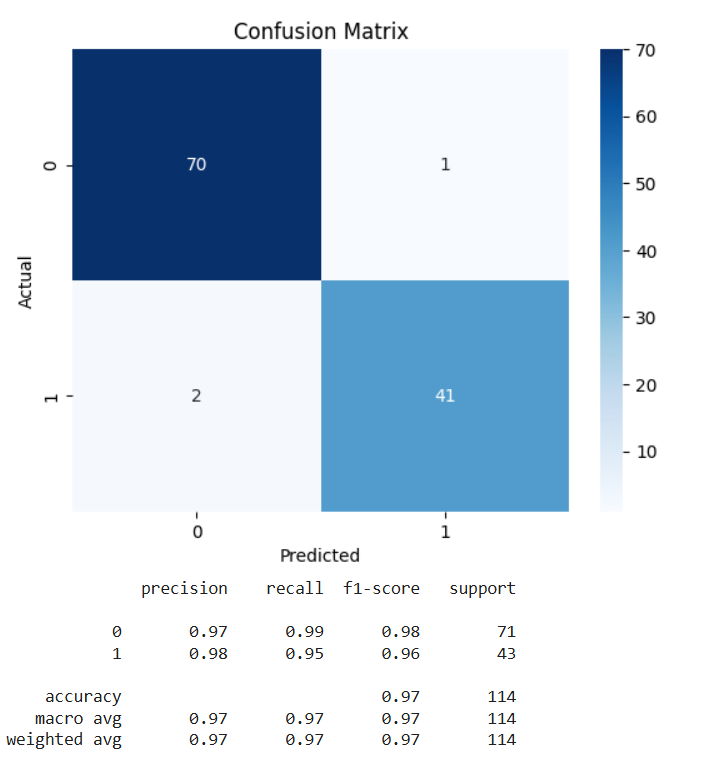 Confusion Matrix
70
60
50
40
30
20
10
Actual
0
70 1
1
2 41
0 1
Predicted
precision recall f1-score support
0 0.97 0.99 0.98 71
1 0.98 0.95 0.96 43
accuracy 0.97 114
macro avg 0.97 0.97 0.97 114
weighted avg 0.97 0.97 0.97 114